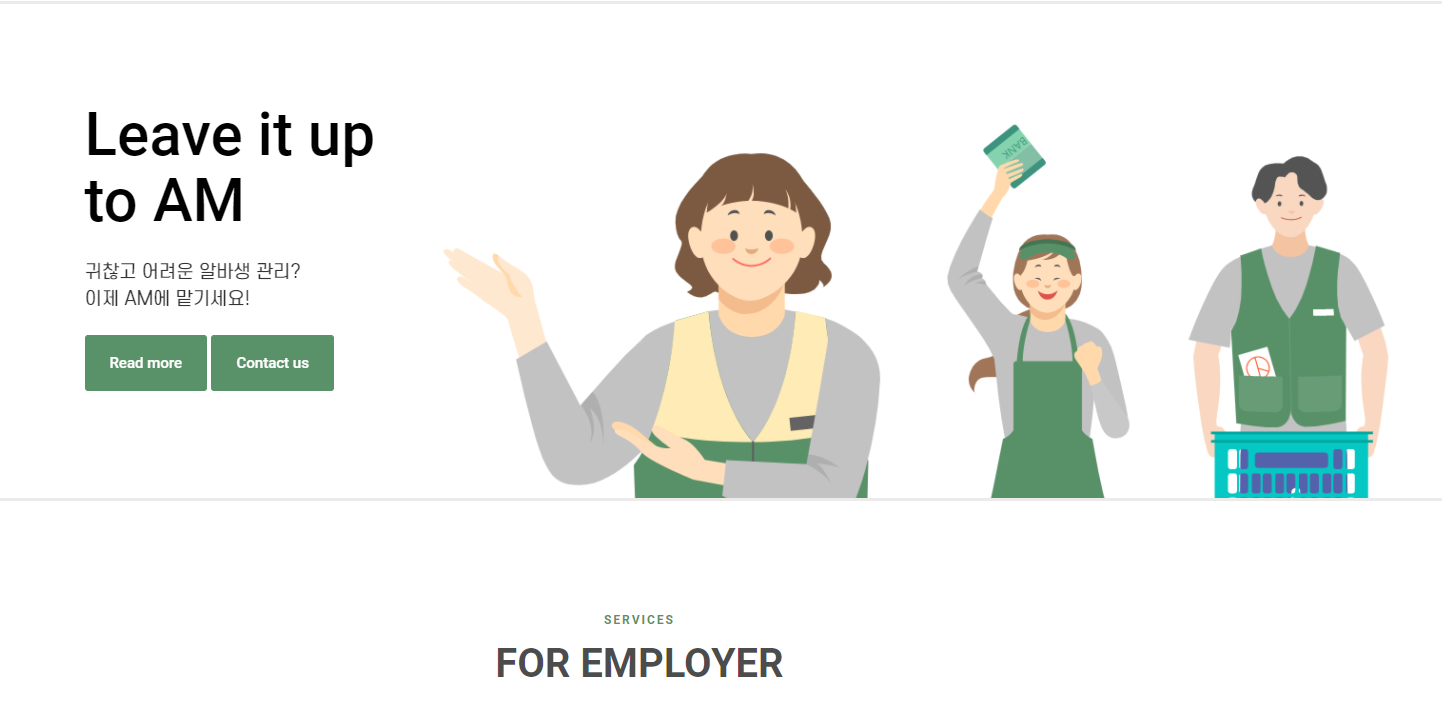 Leave it up
to AM
귀찮고 어려운 알바생 관리?
이제 AM에 맡기세요!
Read more
Contact us
BANK
SERVICES
FOR EMPLOYER